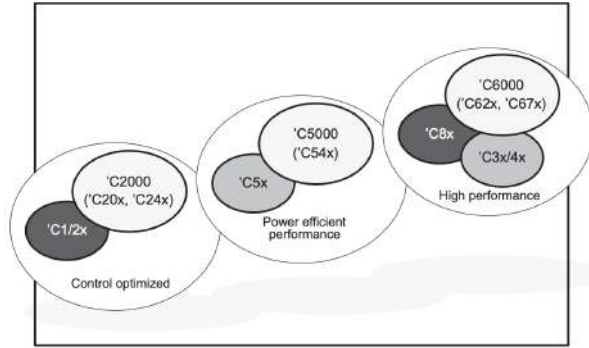 'C6000
('C62x, 'C67x)
'C8x
'C3x/4x
High performance
'C5000
('C54x)
'C5x
Power efficient
performance
'C2000
('C20x, 'C24x)
'C1/2x
Control optimized